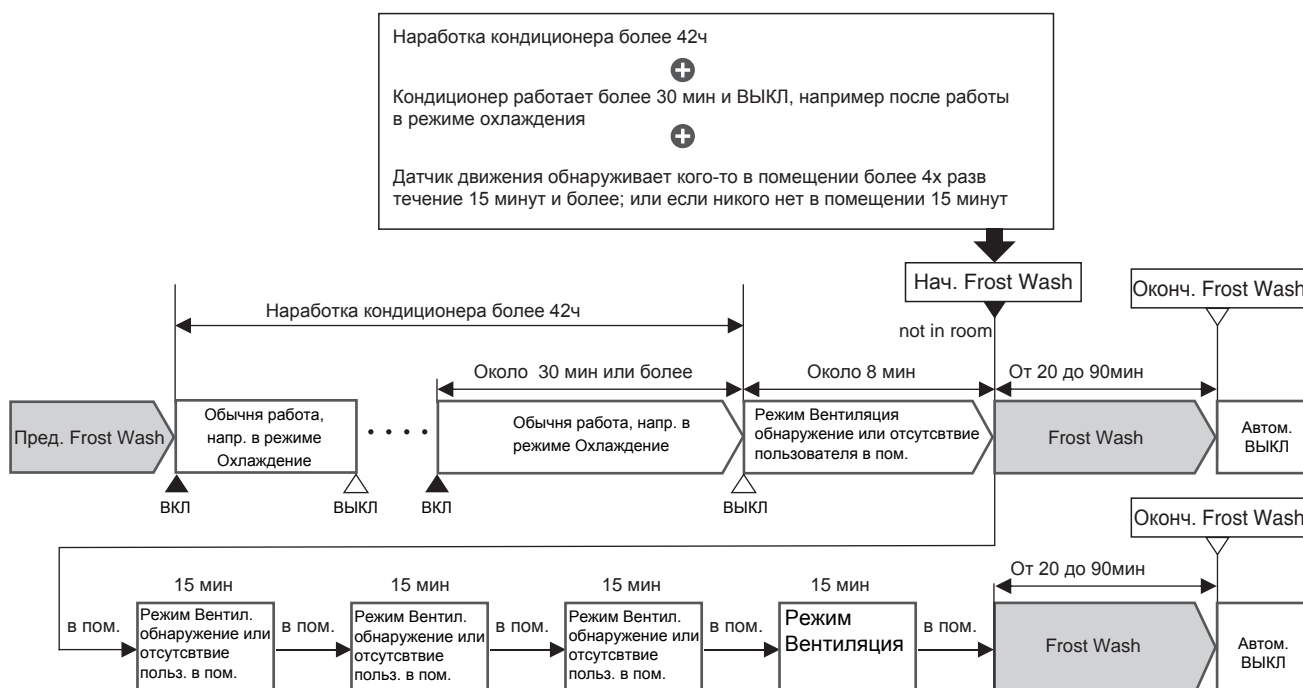 Наработка кондиционера более 42ч
+
Кондиционер работает более 30 мин и ВЫКЛ, например после работы
в режиме охлаждения
+
Датчик движения обнаруживает кого-то в помещении более 4х разв
течение 15 минут и более; или если никого нет в помещении 15 минут
Нач. Frost Wash
Оконч. Frost Wash
Наработка кондиционера более 42ч
not in room
Около 30 мин или более
Около 8 мин
От 20 до 90мин
Пред. Frost Wash
Обычня работа,
напр. в режиме
Охлаждение
Обычня работа, напр. в
режиме Охлаждение
Режим Вентиляция
обнаружение или отсутсвтвие
пользователя в пом.
Frost Wash
Автом.
ВЫКЛ
ВКЛ
ВЫКЛ
ВКЛ
ВЫКЛ
Оконч. Frost Wash
От 20 до 90мин
15 мин
15 мин
15 мин
15 мин
в пом.
Режим Вентил.
обнаружение или
отсутсвтвие
польз. в пом.
в пом.
Режим Вентил.
обнаружение или
отсутсвтвие
польз. в пом.
в пом.
Режим Вентил.
обнаружение или
отсутсвтвие
польз. в пом.
в пом.
Режим
Вентиляция
в пом.
Frost Wash
Автом.
ВЫКЛ